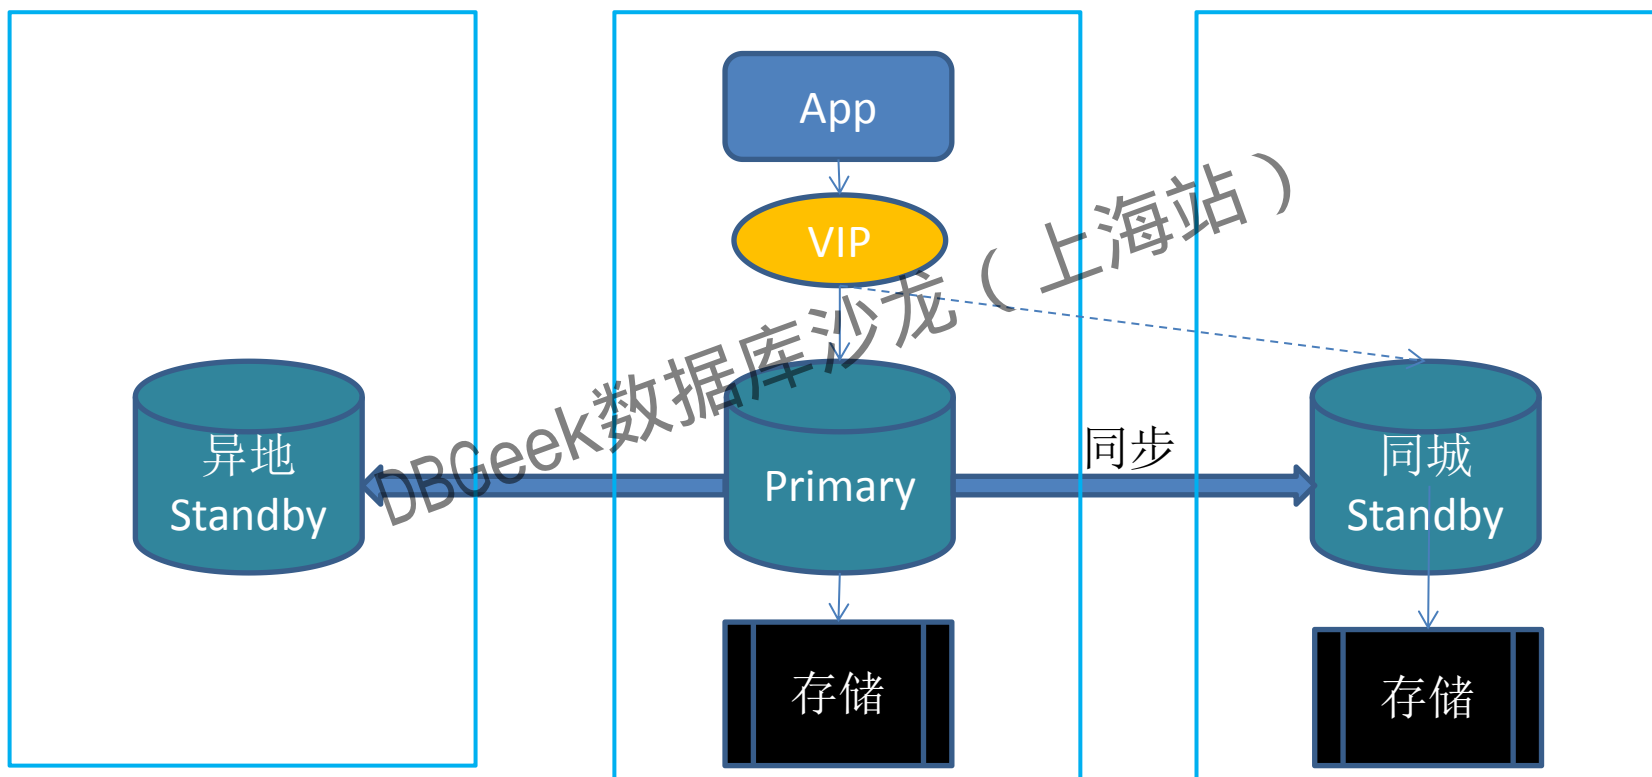 App
VIP
DBGeek数据库沙龙（上海站）
异地
Standby
Primary
同步
同城
Standby
存储
存储